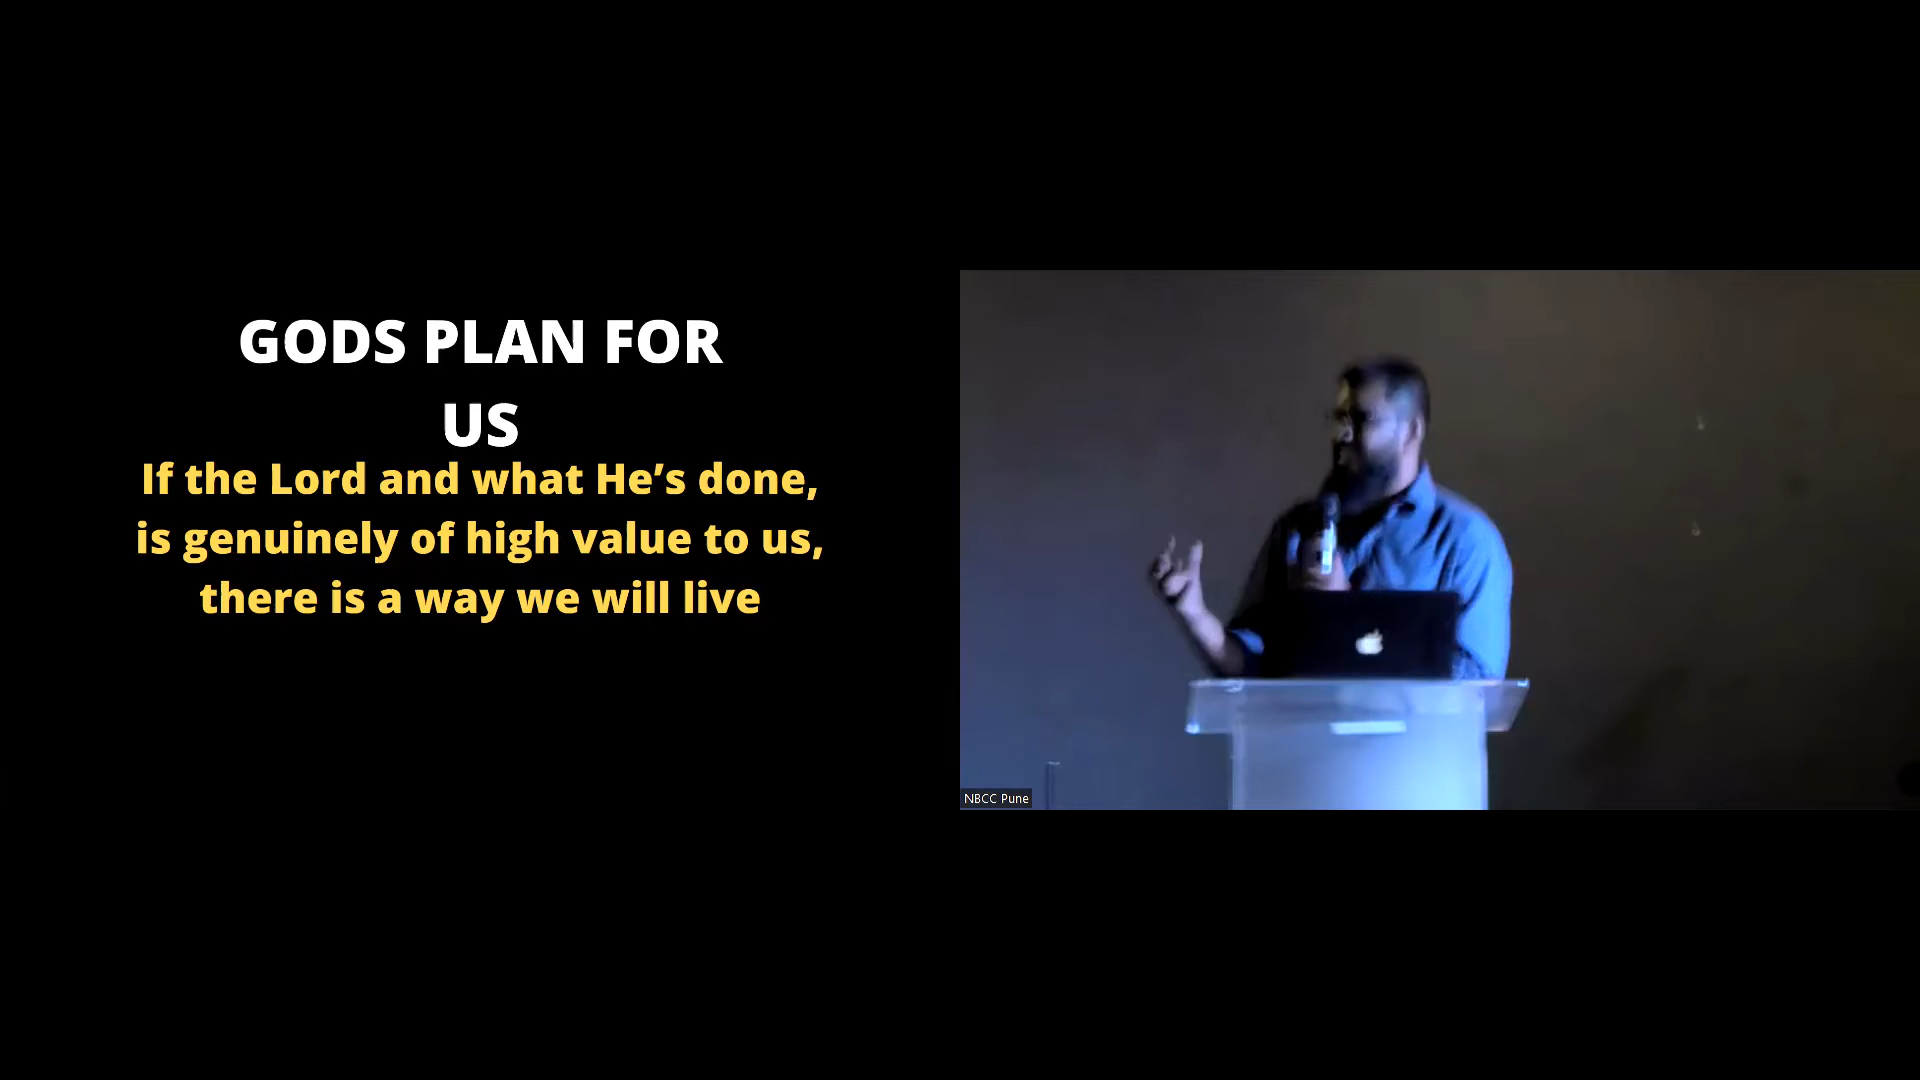 GODS PLAN FOR
US
If the Lord and what He’s done,
is genuinely of high value to us,
there is a way we will live
NBCC Pune